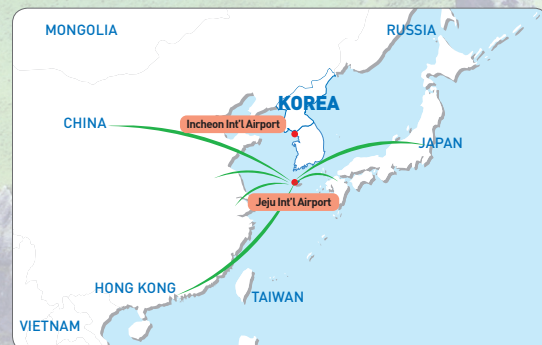 MONGOLIA
RUSSIA
KOREA
CHINA
Incheon Int'l Airport
JAPAN
Jeju Int'l Airport
HONG KONG
TAIWAN
VIETNAM